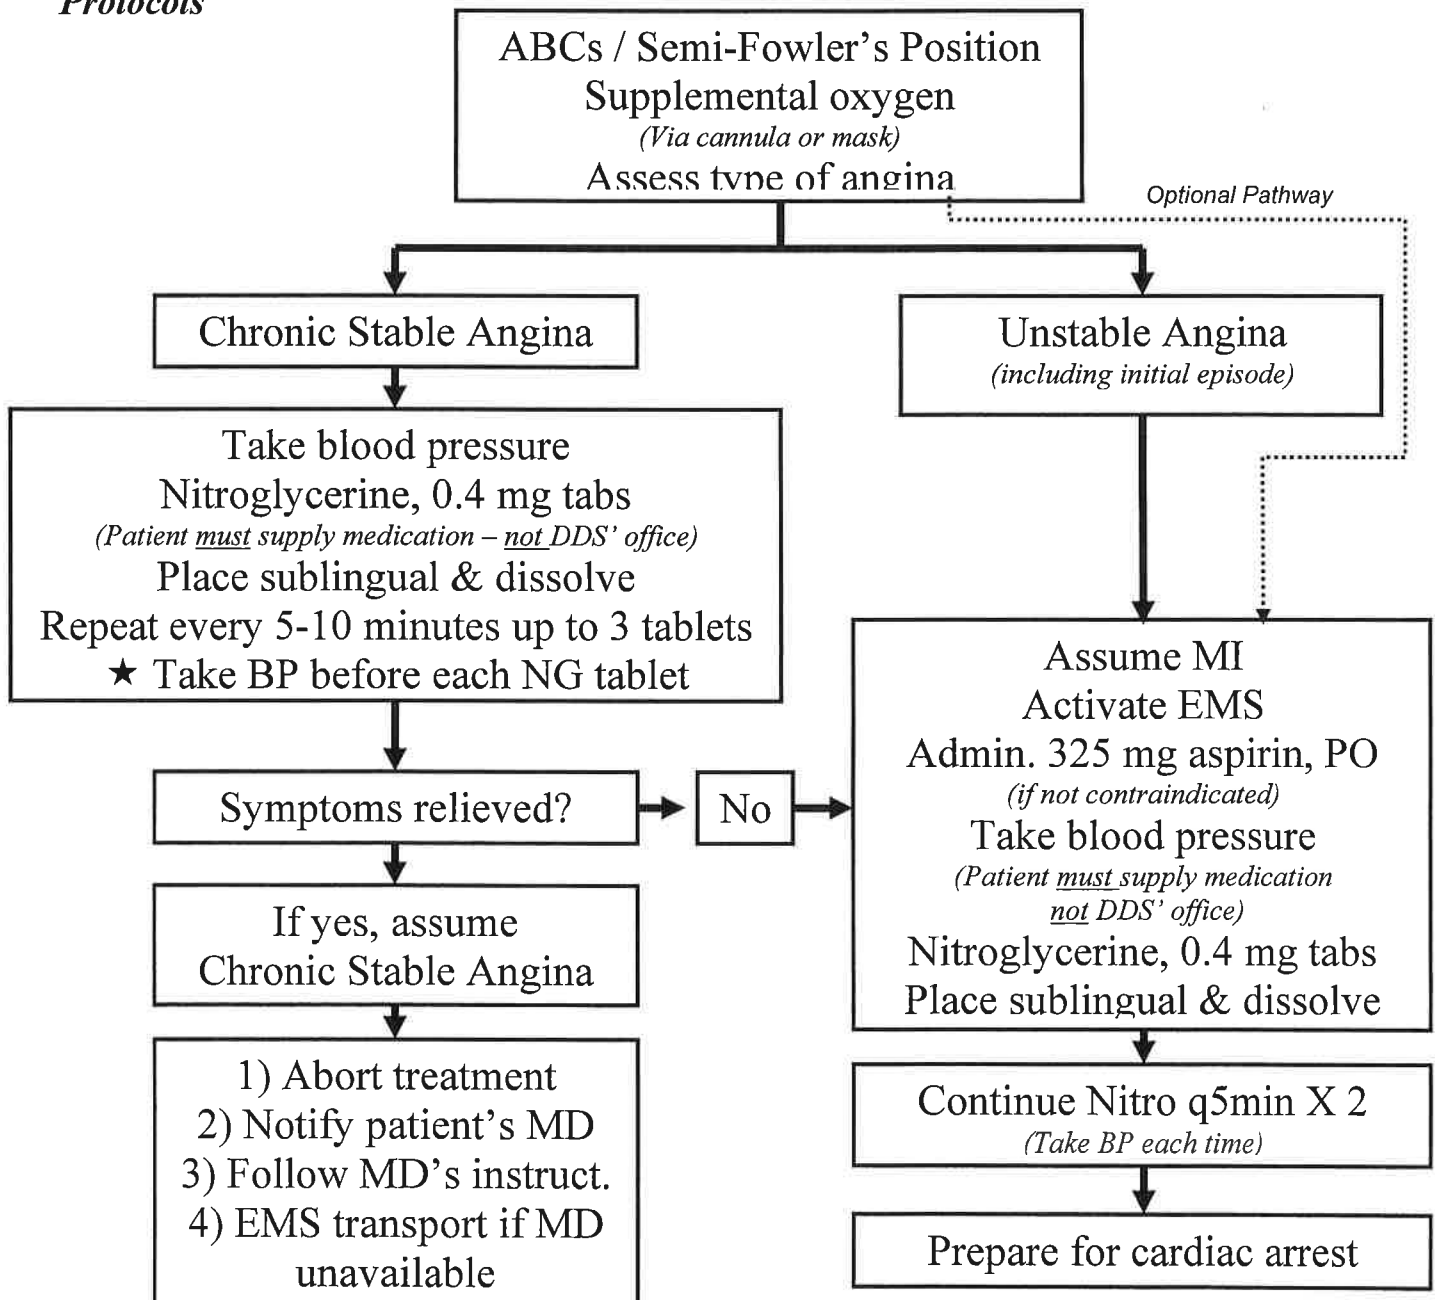 Protocols
ABCs / Semi-Fowler's Position
Supplemental oxygen
(Via cannula or mask)
Assess type of angina
Optional Pathway
Chronic Stable Angina
Unstable Angina
(including initial episode)
Take blood pressure
Nitroglycerine, 0.4 mg tabs
(Patient must supply medication – not DDS' office)
Place sublingual & dissolve
Repeat every 5-10 minutes up to 3 tablets
★ Take BP before each NG tablet
Symptoms relieved?
No
Assume MI
Activate EMS
Admin. 325 mg aspirin, PO
(if not contraindicated)
Take blood pressure
(Patient must supply medication
not DDS' office)
Nitroglycerine, 0.4 mg tabs
Place sublingual & dissolve
If yes, assume
Chronic Stable Angina
1) Abort treatment
2) Notify patient's MD
3) Follow MD's instruct.
4) EMS transport if MD
unavailable
Continue Nitro q5min X 2
(Take BP each time)
Prepare for cardiac arrest